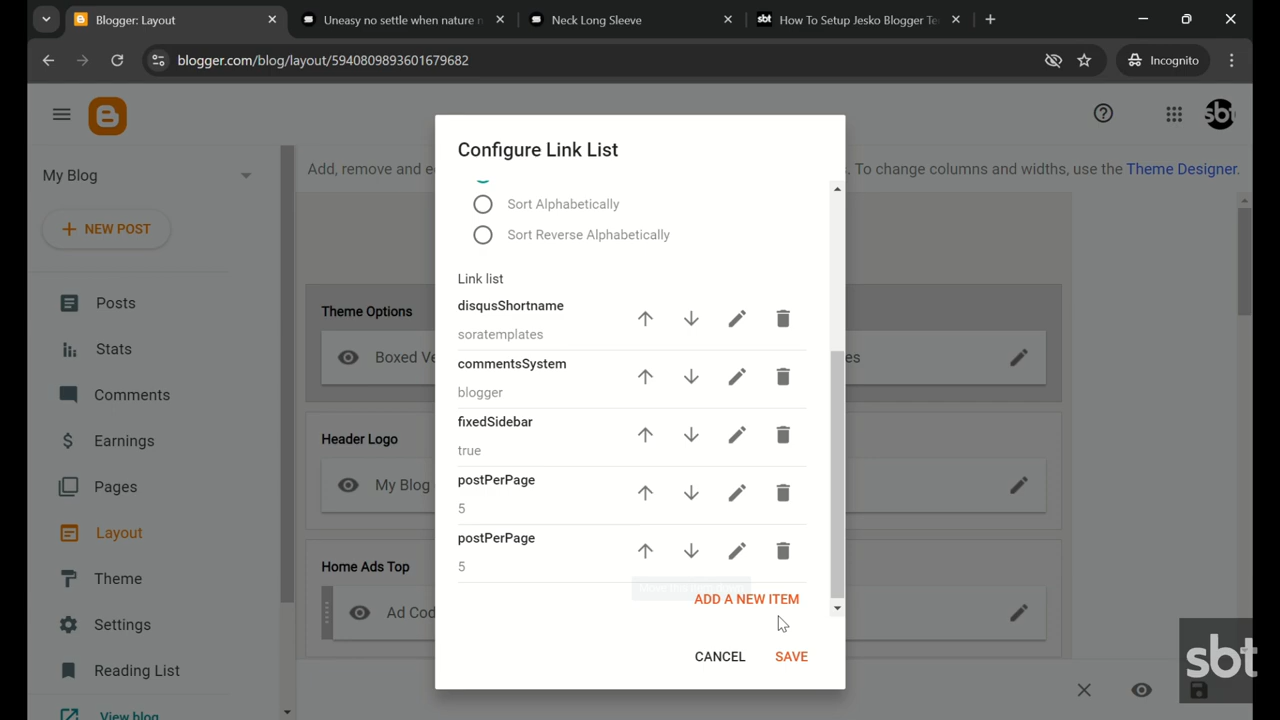 Blogger: Layout
Uneasy no settle when nature n
Neck Long Sleeve
sbt
How To Setup Jesko Blogger Te
blogger.com/blog/layout/5940809893601679682
Incognito
sbt
My Blog
NEW POST
Posts
Stats
Comments
Earnings
Pages
Layout
Theme
Settings
Reading List
View blog
Add, remove and e
. To change columns and widths, use the Theme Designer.
Theme Options
Boxed Ve
es
Header Logo
My Blog
Home Ads Top
Ad Cod
Configure Link List
Sort Alphabetically
Sort Reverse Alphabetically
Link list
disqusShortname
soratemplates
commentsSystem
blogger
fixedSidebar
true
postPerPage
5
postPerPage
5
ADD A NEW ITEM
CANCEL
SAVE
sbt